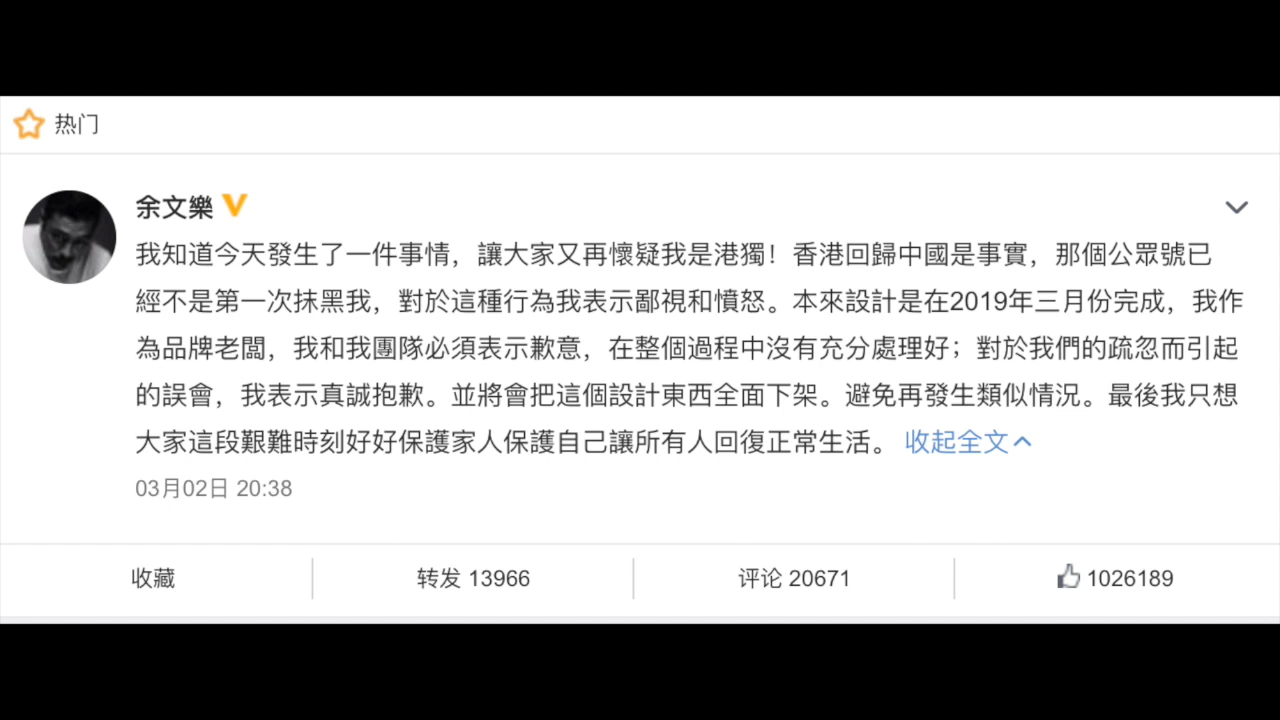 热门
余文樂
我知道今天發生了一件事情，讓大家又再懷疑我是港獨！香港回歸中國是事實，那個公眾號已
經不是第一次抹黑我，對於這種行為我表示鄙視和憤怒。本來設計是在2019年三月份完成，我作
為品牌老闆，我和我團隊必須表示歉意，在整個過程中沒有充分處理好；對於我們的疏忽而引起
的誤會，我表示真誠抱歉。並將會把這個設計東西全面下架。避免再發生類似情況。最後我只想
大家這段艱難時刻好好保護家人保護自己讓所有人回復正常生活。 收起全文
03月02日 20:38
收藏 转发 13966 评论 20671 1026189